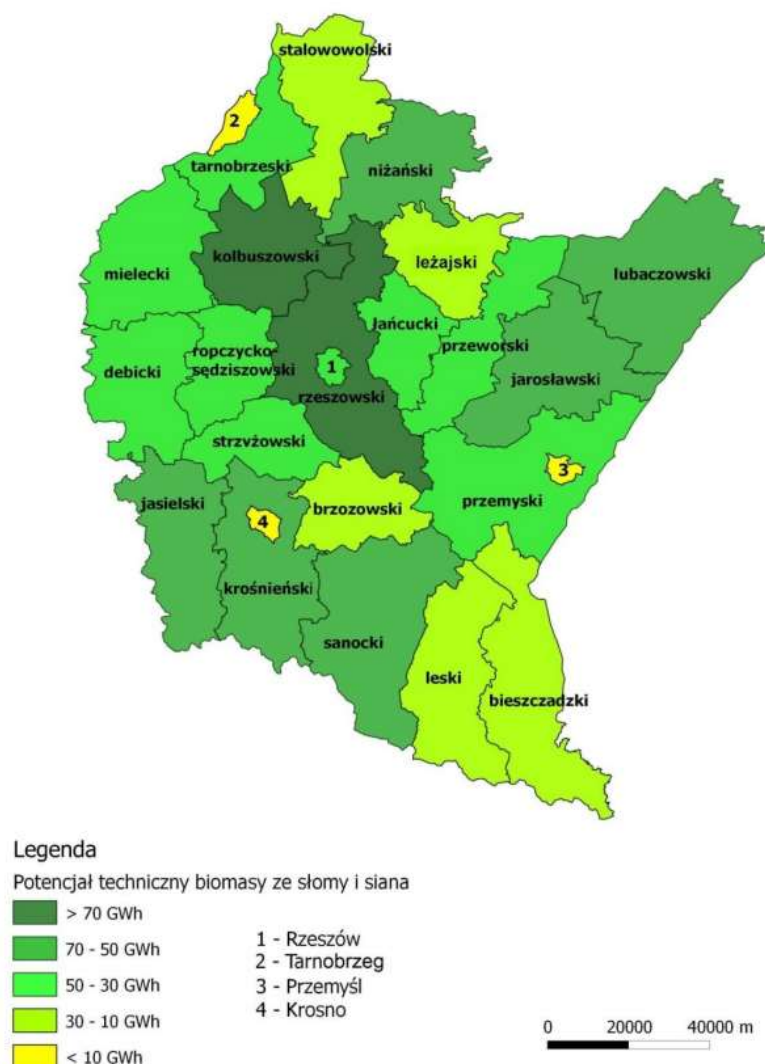 stalowowolski
2
tarnobrzeski
niżański
kolbuszowski
leżajski
mielecki
lubaczowski
łańcucki
ropczycko-
sędziszowski
przeworski
debicki
1
jarosławski
rzeszowski
strzyżowski
3
jasielski
brzozowski
przemyski
4
krośnieński
sanocki
leski
bieszczadzki
Legenda
Potencjał techniczny biomasy ze słomy i siana
> 70 GWh
70 - 50 GWh
50 - 30 GWh
30 - 10 GWh
< 10 GWh
1 - Rzeszów
2 - Tarnobrzeg
3 - Przemyśl
4 - Krosno
0 20000 40000 m